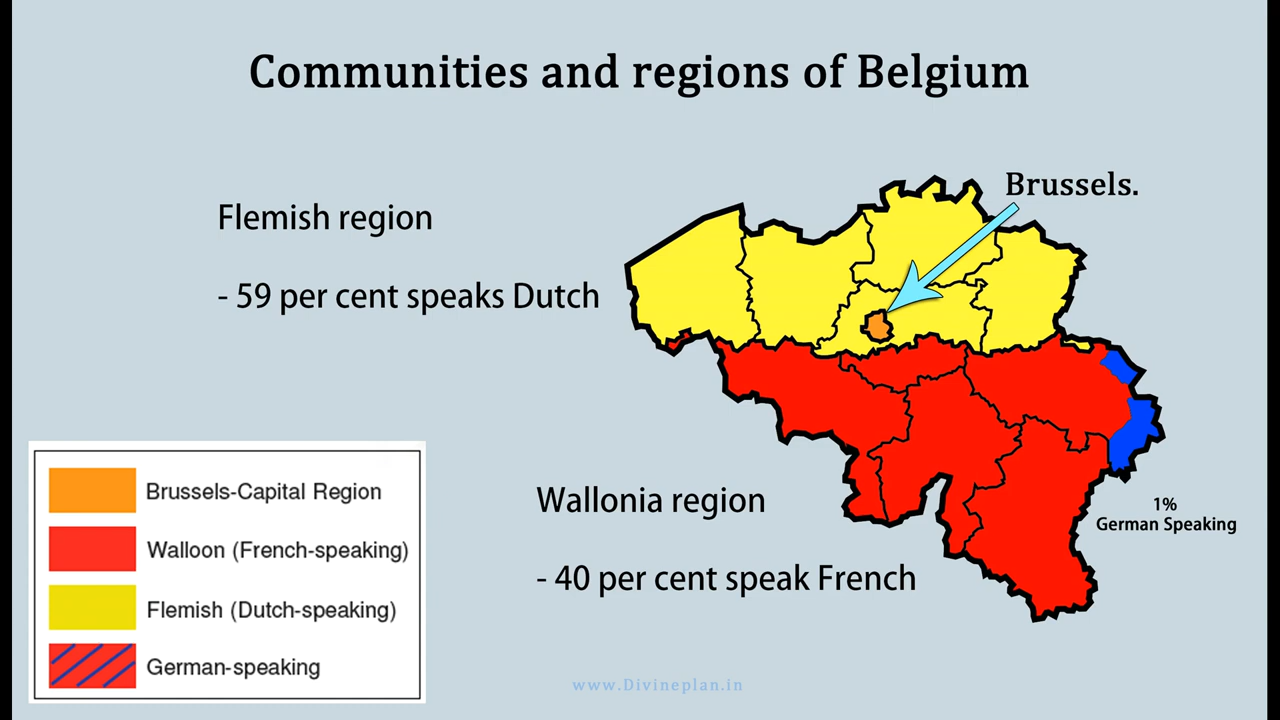 Communities and regions of Belgium
Brussels.
Flemish region
- 59 per cent speaks Dutch
Wallonia region
- 40 per cent speak French
1%
German Speaking
Brussels-Capital Region
Walloon (French-speaking)
Flemish (Dutch-speaking)
German-speaking
www.Divineplan.in